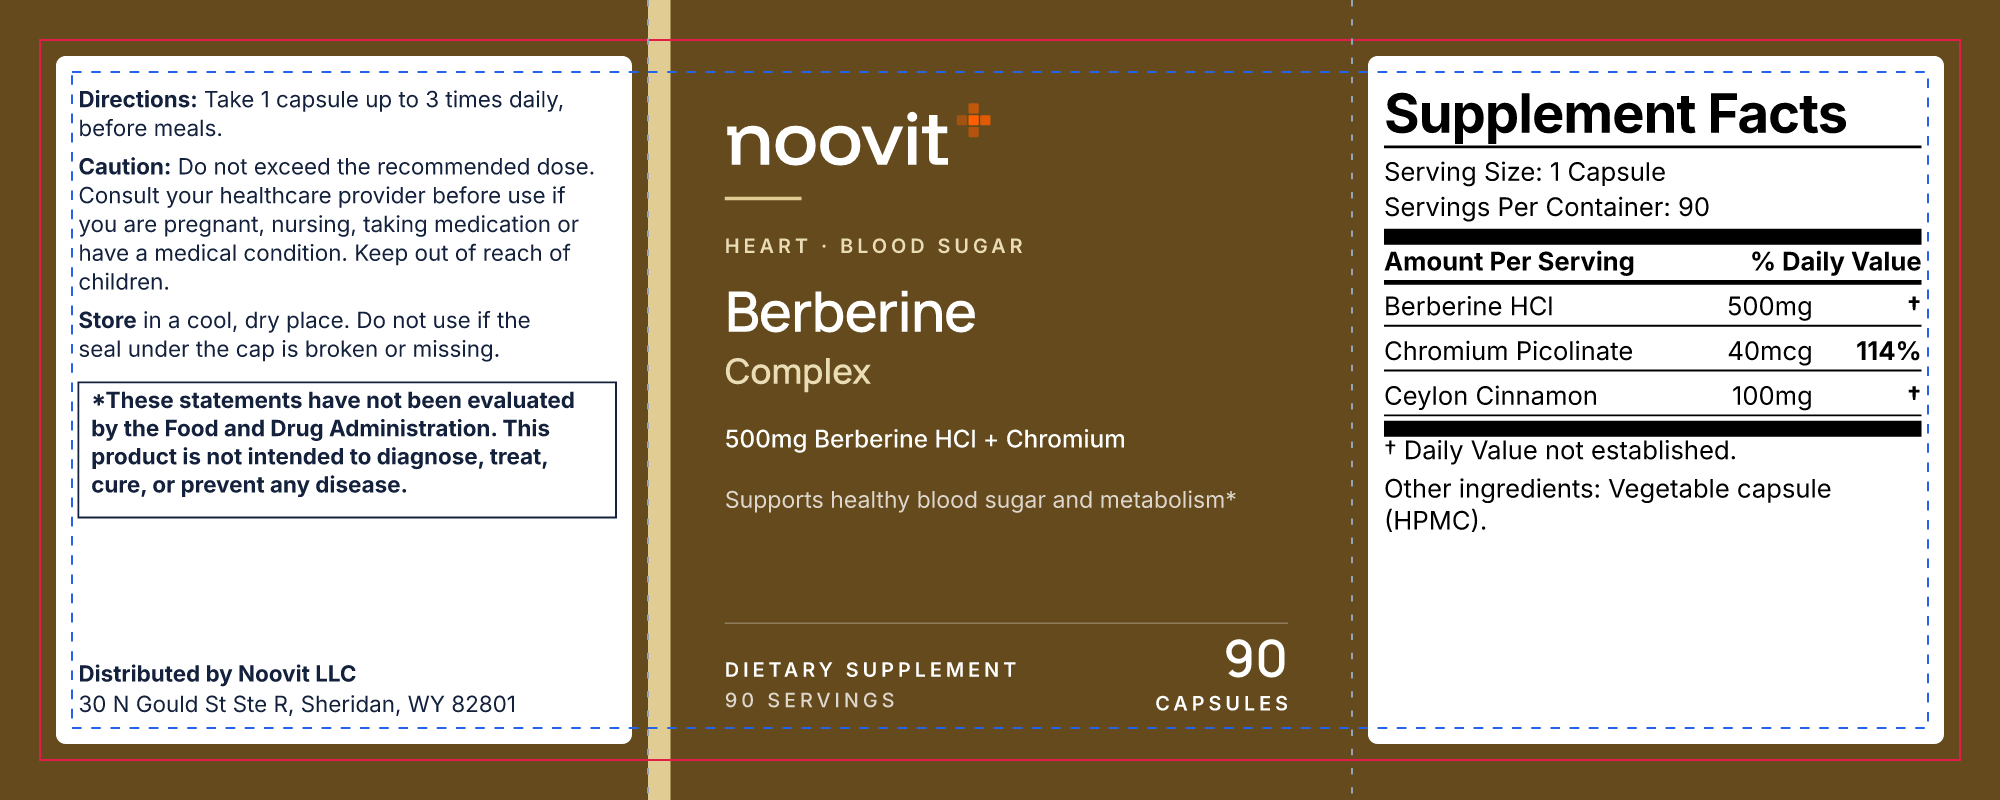 Directions: Take 1 capsule up to 3 times daily,
before meals.
Caution: Do not exceed the recommended dose.
Consult your healthcare provider before use if
you are pregnant, nursing, taking medication or
have a medical condition. Keep out of reach of
children.
Store in a cool, dry place. Do not use if the
seal under the cap is broken or missing.
*These statements have not been evaluated
by the Food and Drug Administration. This
product is not intended to diagnose, treat,
cure, or prevent any disease.
Distributed by Noovit LLC
30 N Gould St Ste R, Sheridan, WY 82801
noovit
HEART · BLOOD SUGAR
Berberine
Complex
500mg Berberine HCl + Chromium
Supports healthy blood sugar and metabolism*
DIETARY SUPPLEMENT
90 SERVINGS
90
CAPSULES
Supplement Facts
Serving Size: 1 Capsule
Servings Per Container: 90
Amount Per Serving % Daily Value
Berberine HCl 500mg †
Chromium Picolinate 40mcg 114%
Ceylon Cinnamon 100mg †
† Daily Value not established.
Other ingredients: Vegetable capsule
(HPMC).